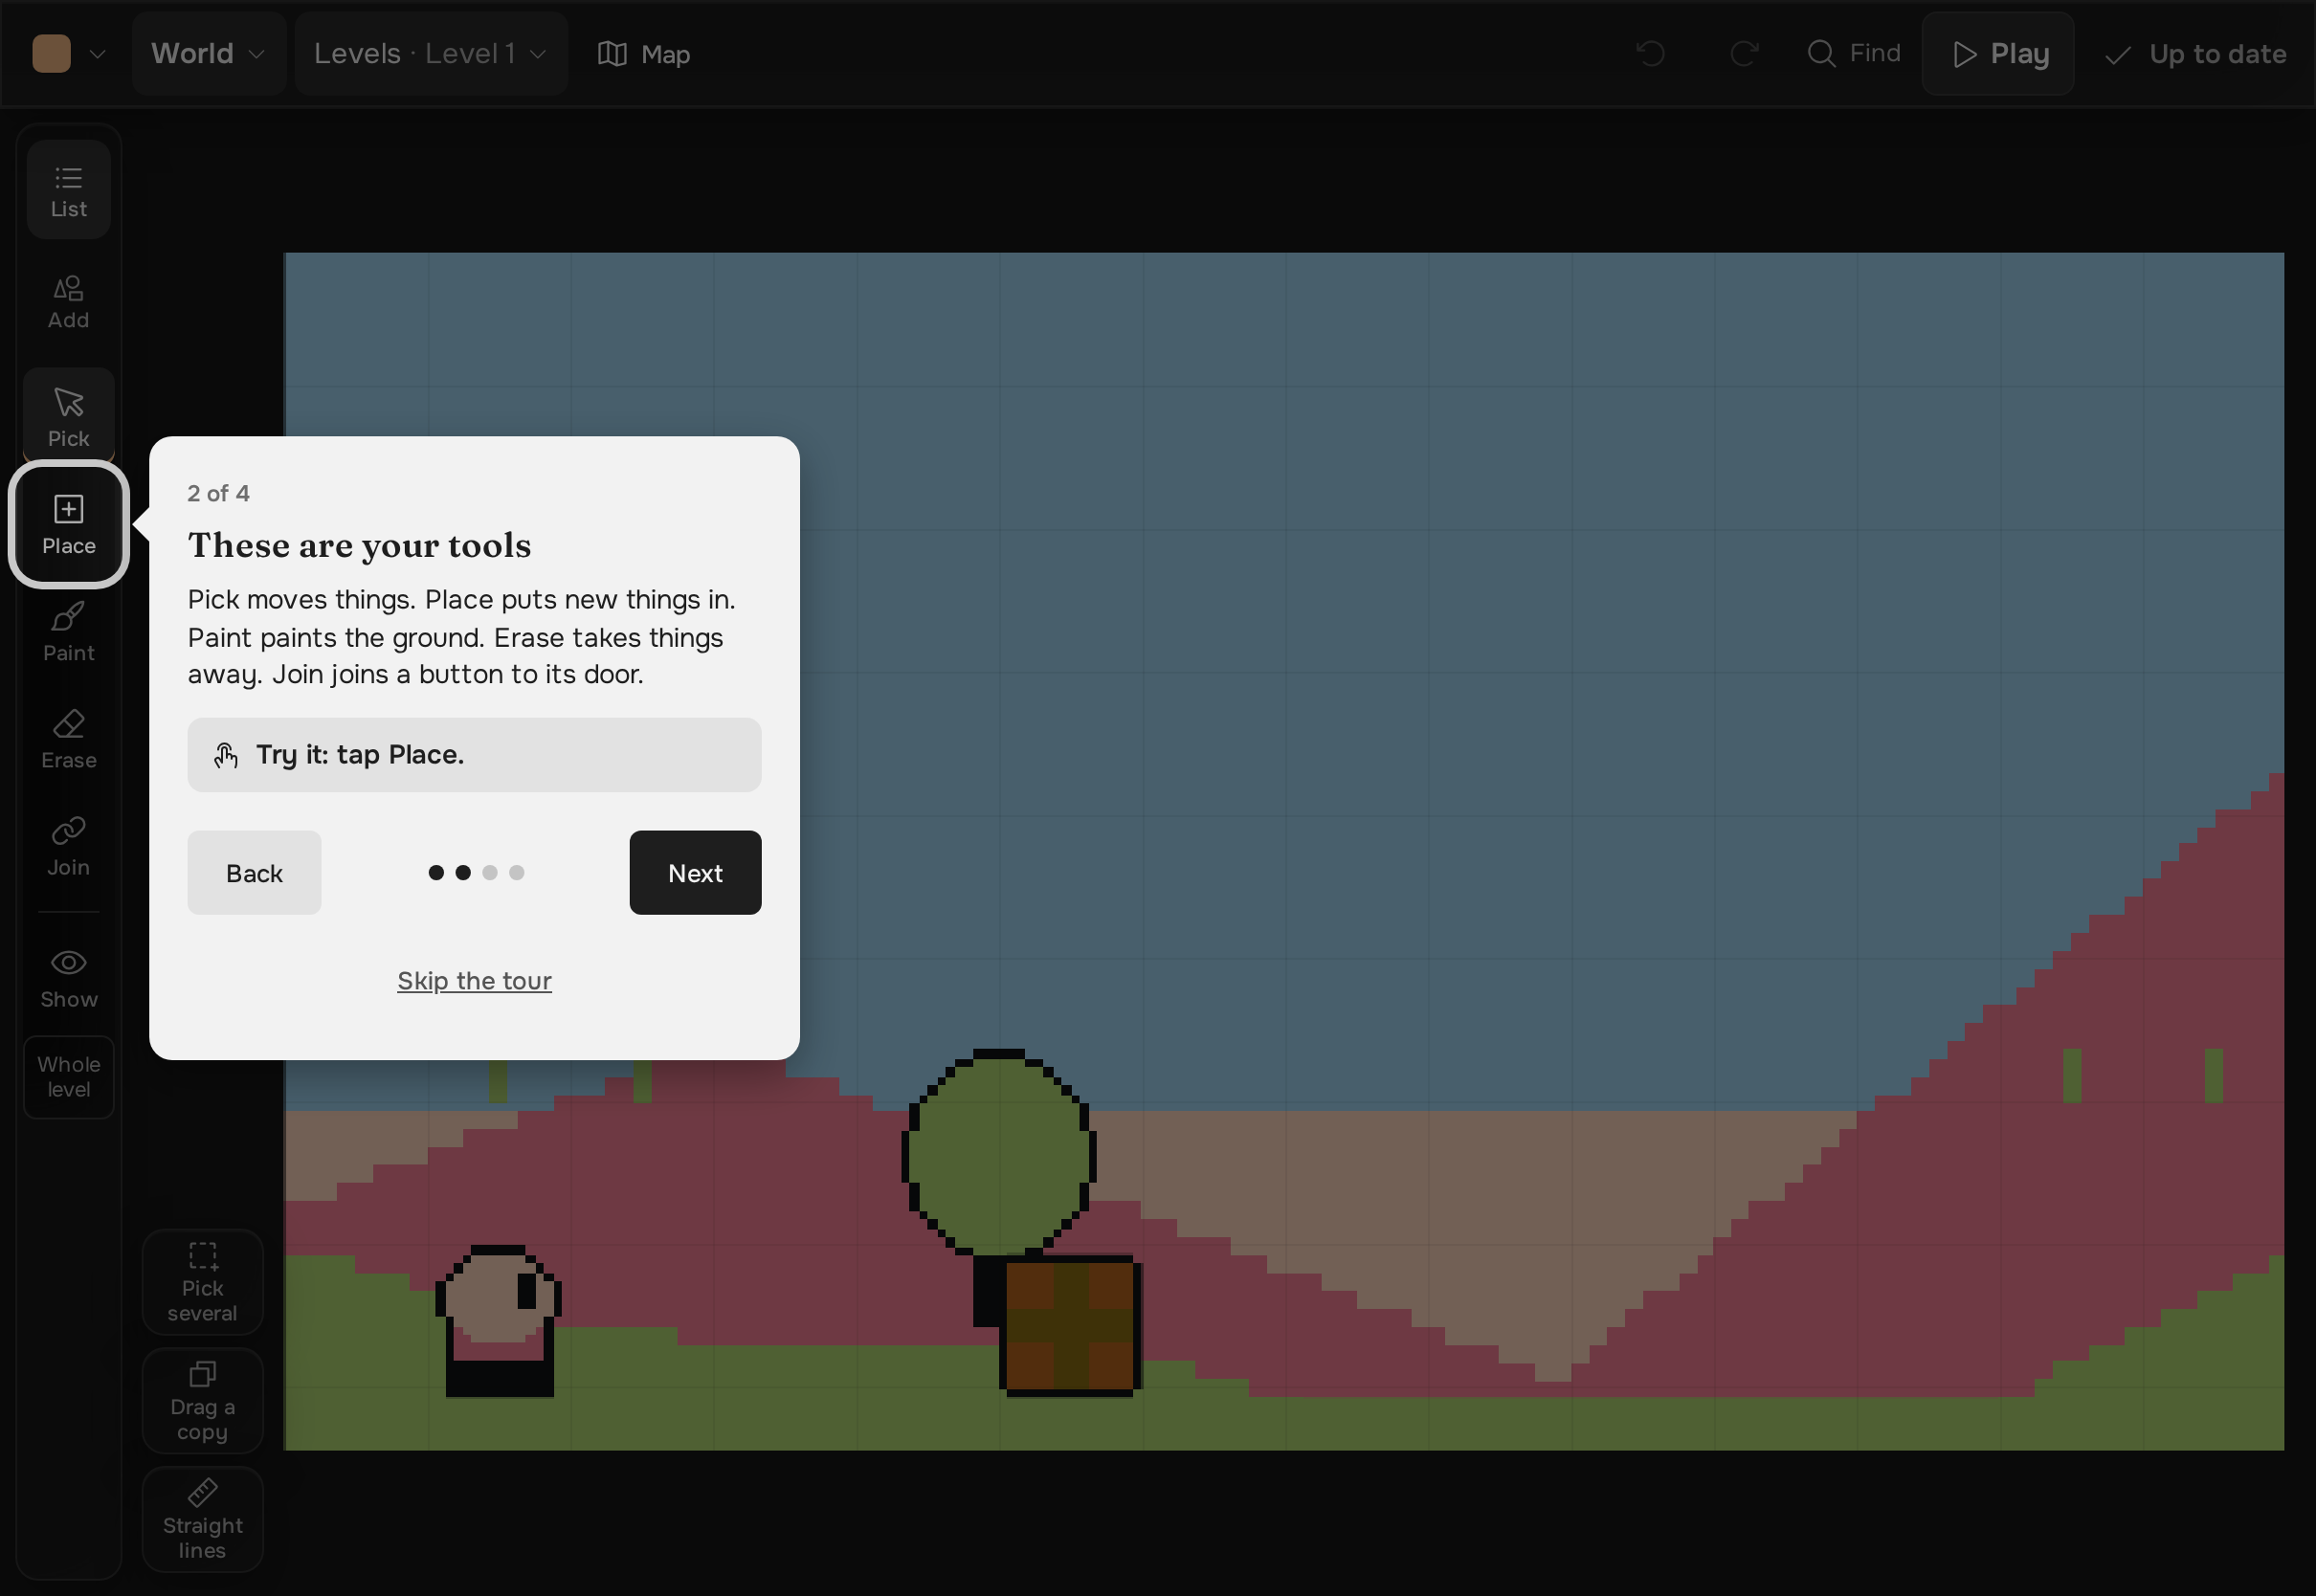 World
Levels · Level 1
Map
Find
Play
Up to date
List
Add
Pick
Place
Paint
Erase
Join
Show
Whole
level
2 of 4
These are your tools
Pick moves things. Place puts new things in.
Paint paints the ground. Erase takes things
away. Join joins a button to its door.
Try it: tap Place.
Back
Next
Skip the tour
Pick
several
Drag a
copy
Straight
lines